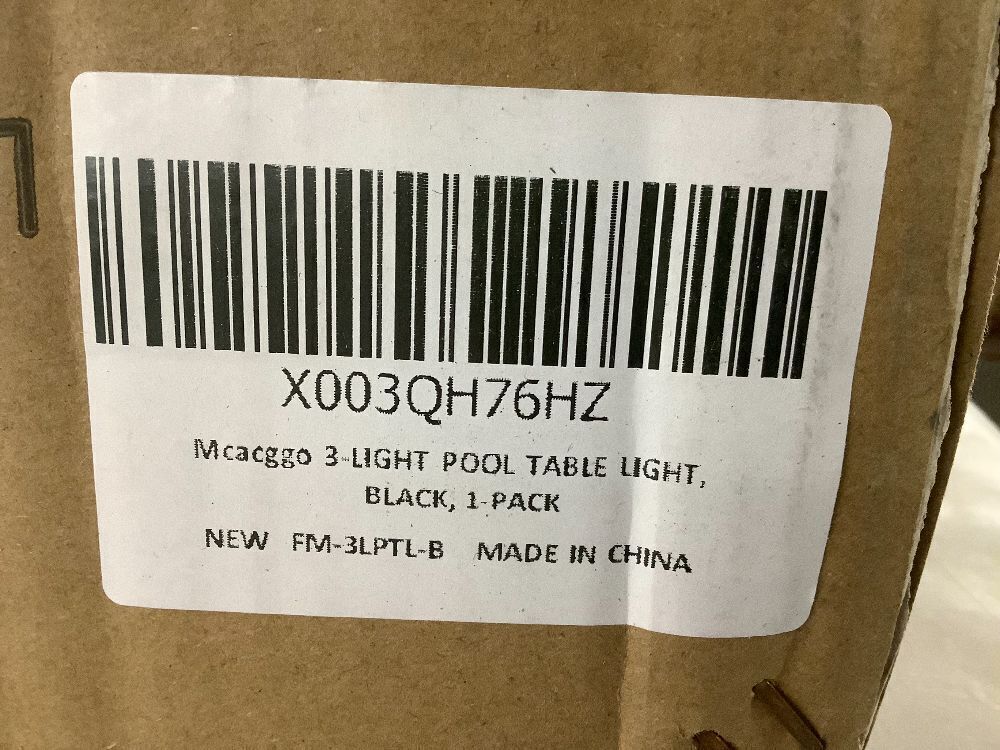 X003QH76HZ
Mcacggo 3-LIGHT POOL TABLE LIGHT,
BLACK, 1-PACK
NEW FM-3LPTL-B MADE IN CHINA